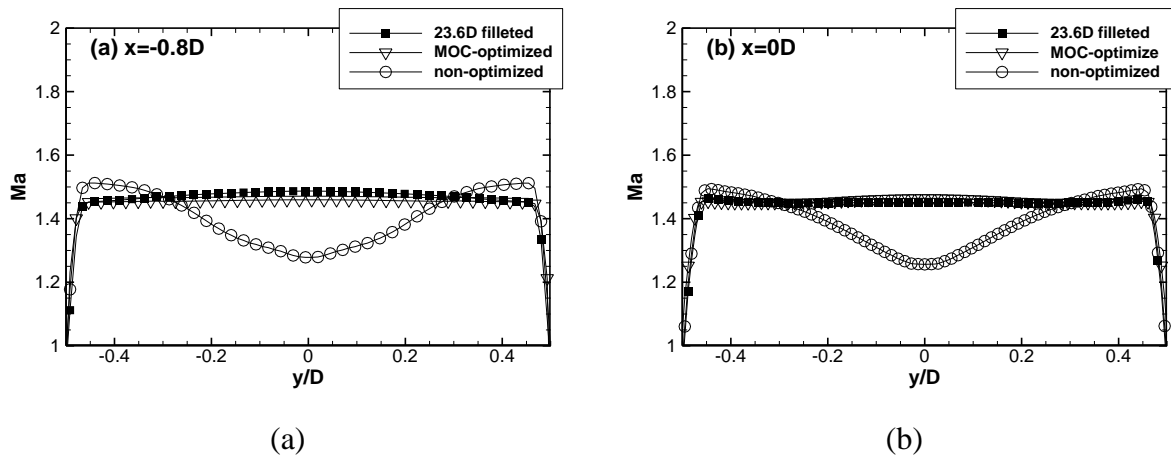 (a) x=-0.8D
23.6D filleted
MOC-optimized
non-optimized
2
1.8
1.6
1.4
1.2
1
Ma
-0.4
-0.2
0
0.2
0.4
y/D
(a)
(b) x=0D
23.6D filleted
MOC-optimize
non-optimized
2
1.8
1.6
1.4
1.2
1
Ma
-0.4
-0.2
0
0.2
0.4
y/D
(b)